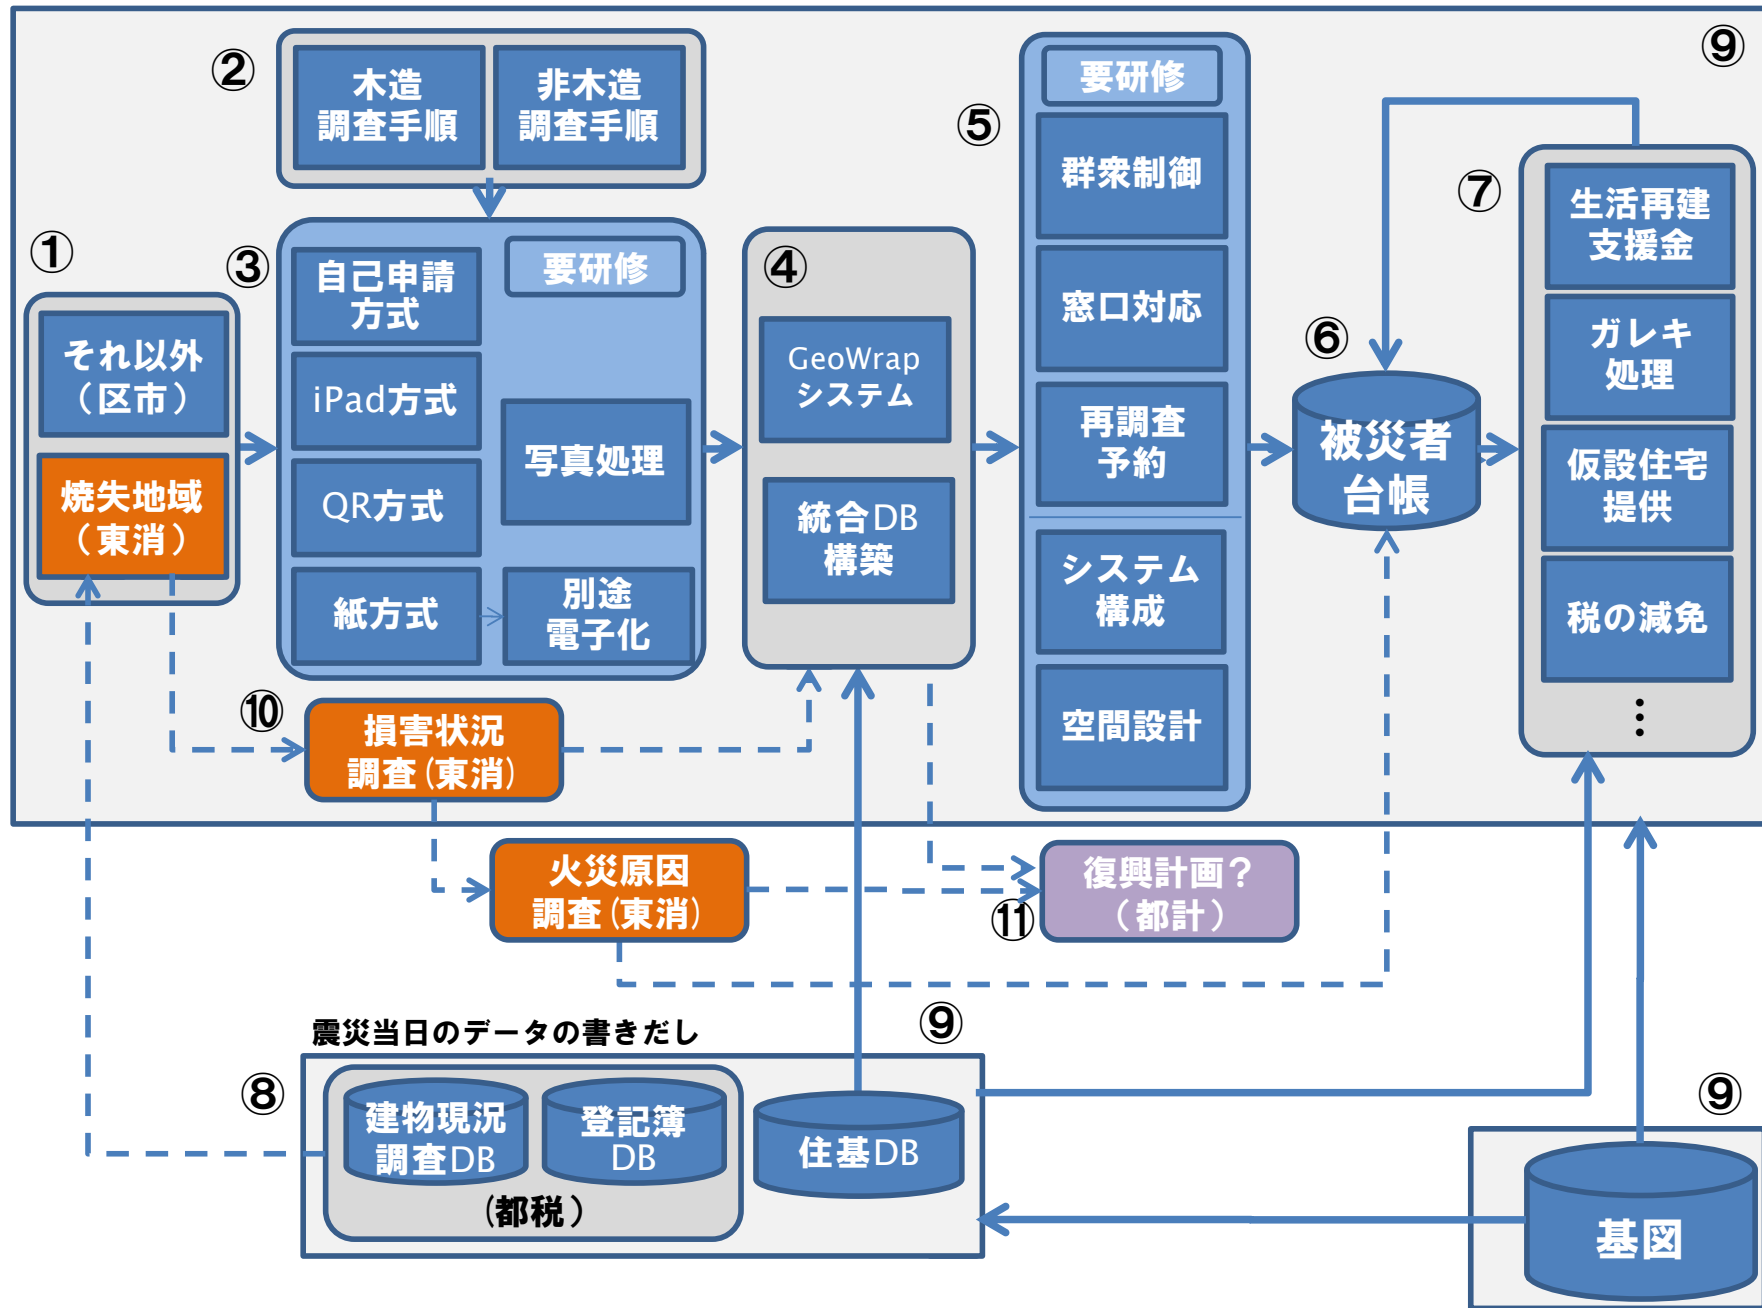 ①
それ以外
（区市）
焼失地域
（東消）
②
木造
調査手順
非木造
調査手順
③
要研修
自己申請
方式
iPad方式
QR方式
紙方式
写真処理
別途
電子化
④
GeoWrap
システム
統合DB
構築
⑤
要研修
群衆制御
窓口対応
再調査
予約
システム
構成
空間設計
⑥
被災者
台帳
⑦
生活再建
支援金
ガレキ
処理
仮設住宅
提供
税の減免
⋮
⑨
⑩
損害状況
調査(東消)
火災原因
調査(東消)
⑪
復興計画？
（都計）
震災当日のデータの書きだし
⑨
⑧
建物現況
調査DB
登記簿
DB
(都税）
住基DB
⑨
基図